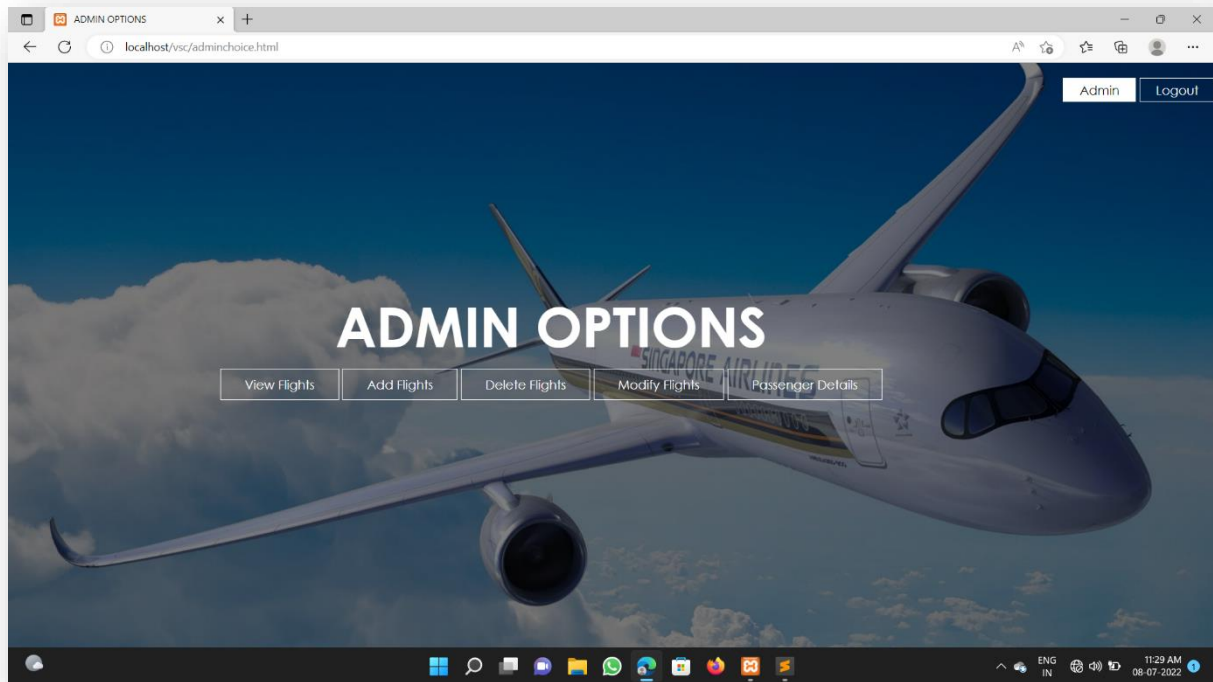 ADMIN OPTIONS
localhost/vsc/adminchoice.html
Admin Logout
ADMIN OPTIONS
SINGAPORE AIRLINES
View Flights Add Flights Delete Flights Modify Flights Passenger Details
ENG
IN
11:29 AM
08-07-2022
1